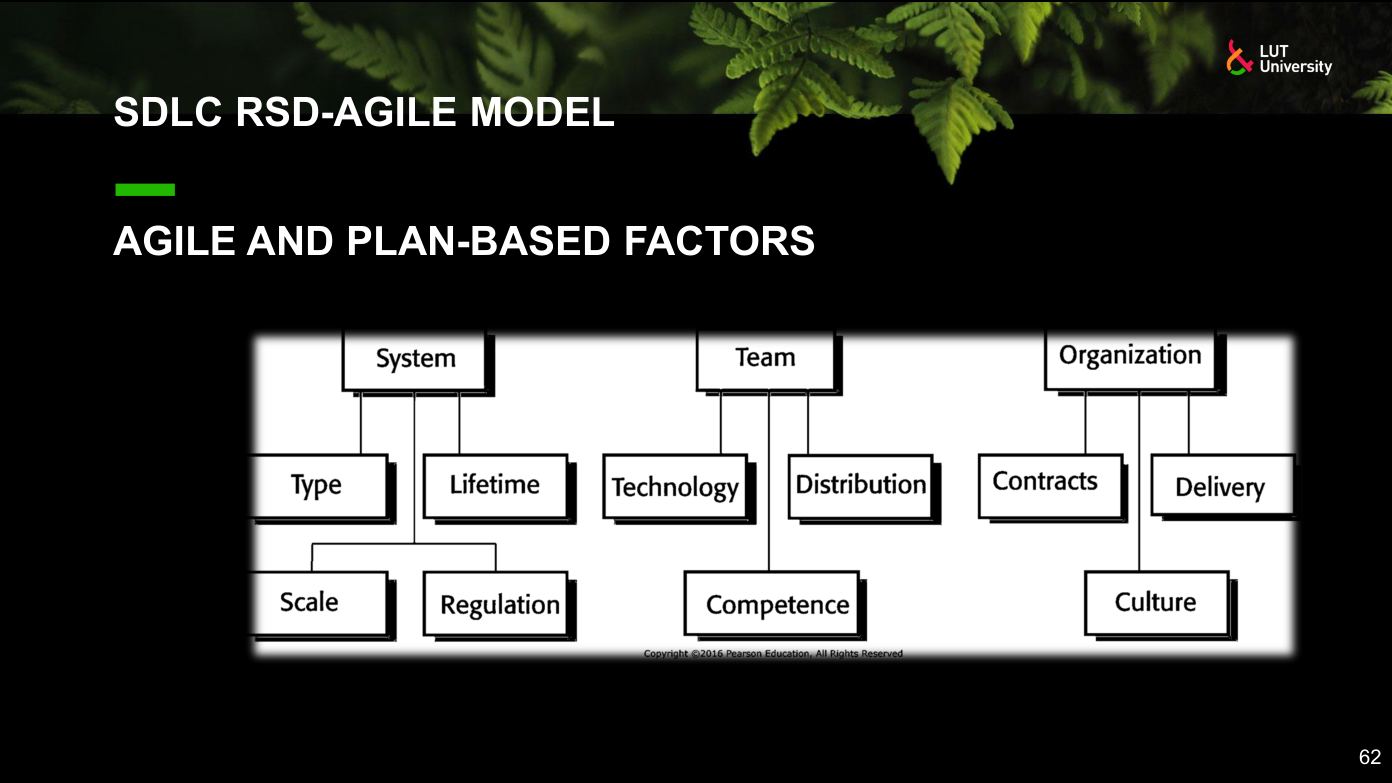 LUT
University
SDLC RSD-AGILE MODEL
AGILE AND PLAN-BASED FACTORS
System
Team
Organization
Type
Lifetime
Technology
Distribution
Contracts
Delivery
Scale
Regulation
Competence
Culture
Copyright ©2016 Pearson Education, All Rights Reserved
62